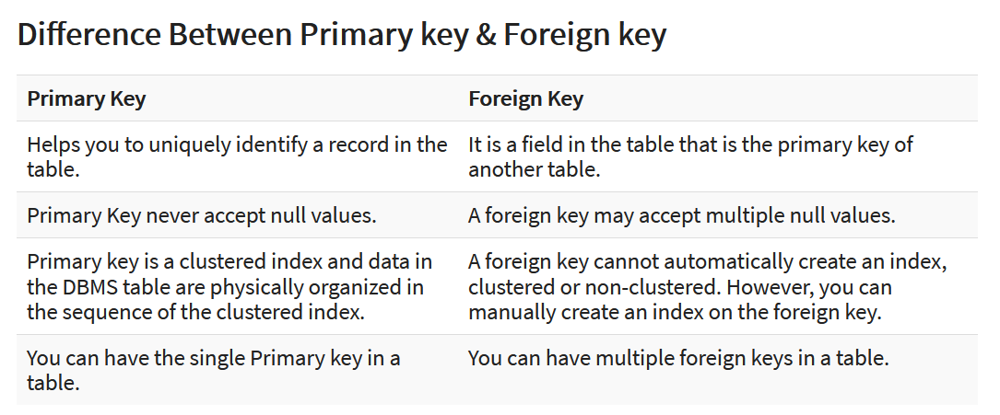 Difference Between Primary key & Foreign key
Primary Key
Foreign Key
Helps you to uniquely identify a record in the
table.
It is a field in the table that is the primary key of
another table.
Primary Key never accept null values.
A foreign key may accept multiple null values.
Primary key is a clustered index and data in
the DBMS table are physically organized in
the sequence of the clustered index.
A foreign key cannot automatically create an index,
clustered or non-clustered. However, you can
manually create an index on the foreign key.
You can have the single Primary key in a
table.
You can have multiple foreign keys in a table.